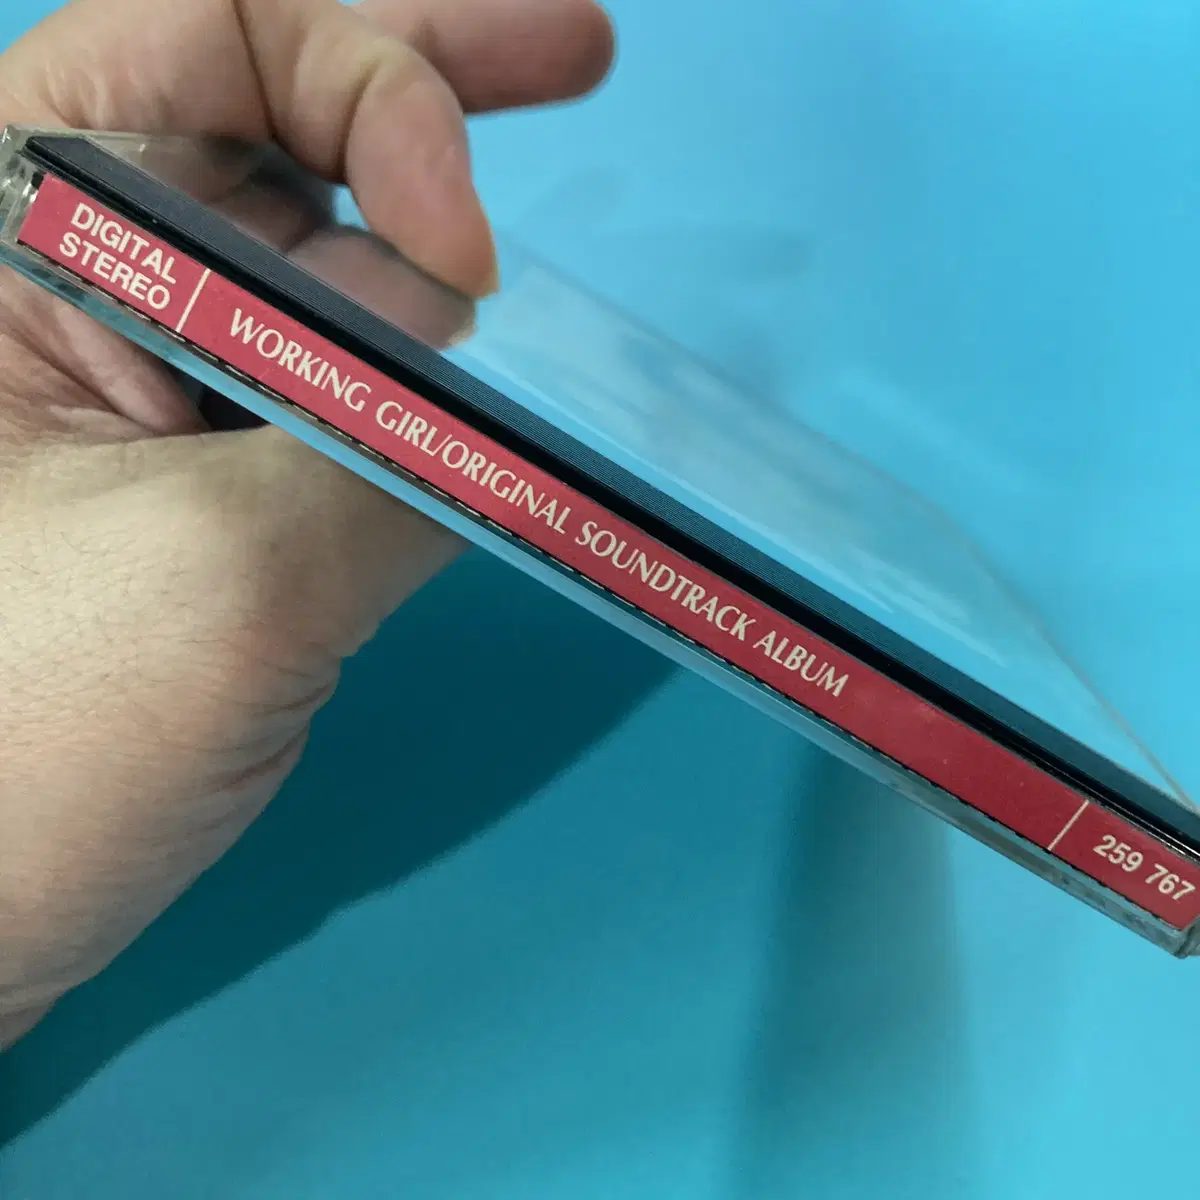 DIGITAL
STEREO
WORKING GIRL/ORIGINAL SOUNDTRACK ALBUM
259 767